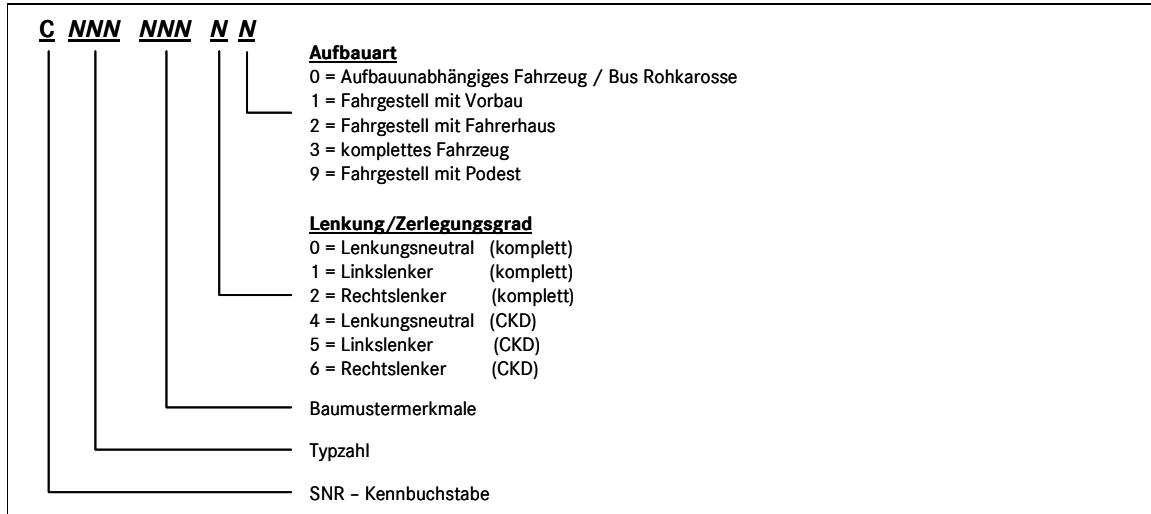 C NNN NNN N N
Aufbauart
0 = Aufbauunabhängiges Fahrzeug / Bus Rohkarosse
1 = Fahrgestell mit Vorbau
2 = Fahrgestell mit Fahrerhaus
3 = komplettes Fahrzeug
9 = Fahrgestell mit Podest
Lenkung/Zerlegungsgrad
0 = Lenkungsneutral (komplett)
1 = Linkslenker (komplett)
2 = Rechtslenker (komplett)
4 = Lenkungsneutral (CKD)
5 = Linkslenker (CKD)
6 = Rechtslenker (CKD)
Baumustermerkmale
Typzahl
SNR – Kennbuchstabe